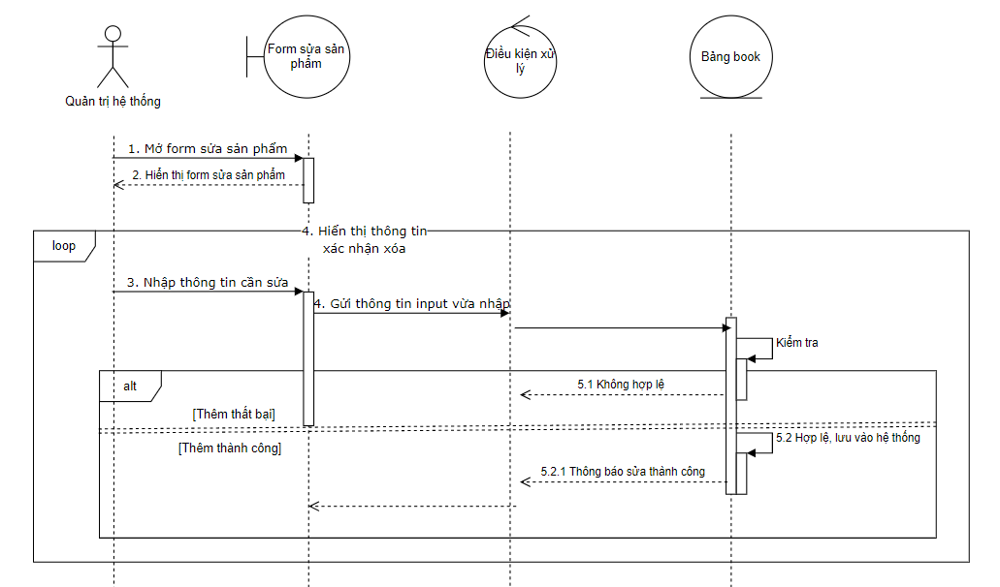 Form sửa sản
phẩm
Điều kiện xử
lý
Bảng book
Quản trị hệ thống
1. Mở form sửa sản phẩm
2. Hiển thị form sửa sản phẩm
4. Hiển thị thông tin
xác nhận xóa
loop
3. Nhập thông tin cần sửa
4. Gửi thông tin input vừa nhập
Kiểm tra
alt
5.1 Không hợp lệ
[Thêm thất bại]
5.2 Hợp lệ, lưu vào hệ thống
[Thêm thành công]
5.2.1 Thông báo sửa thành công